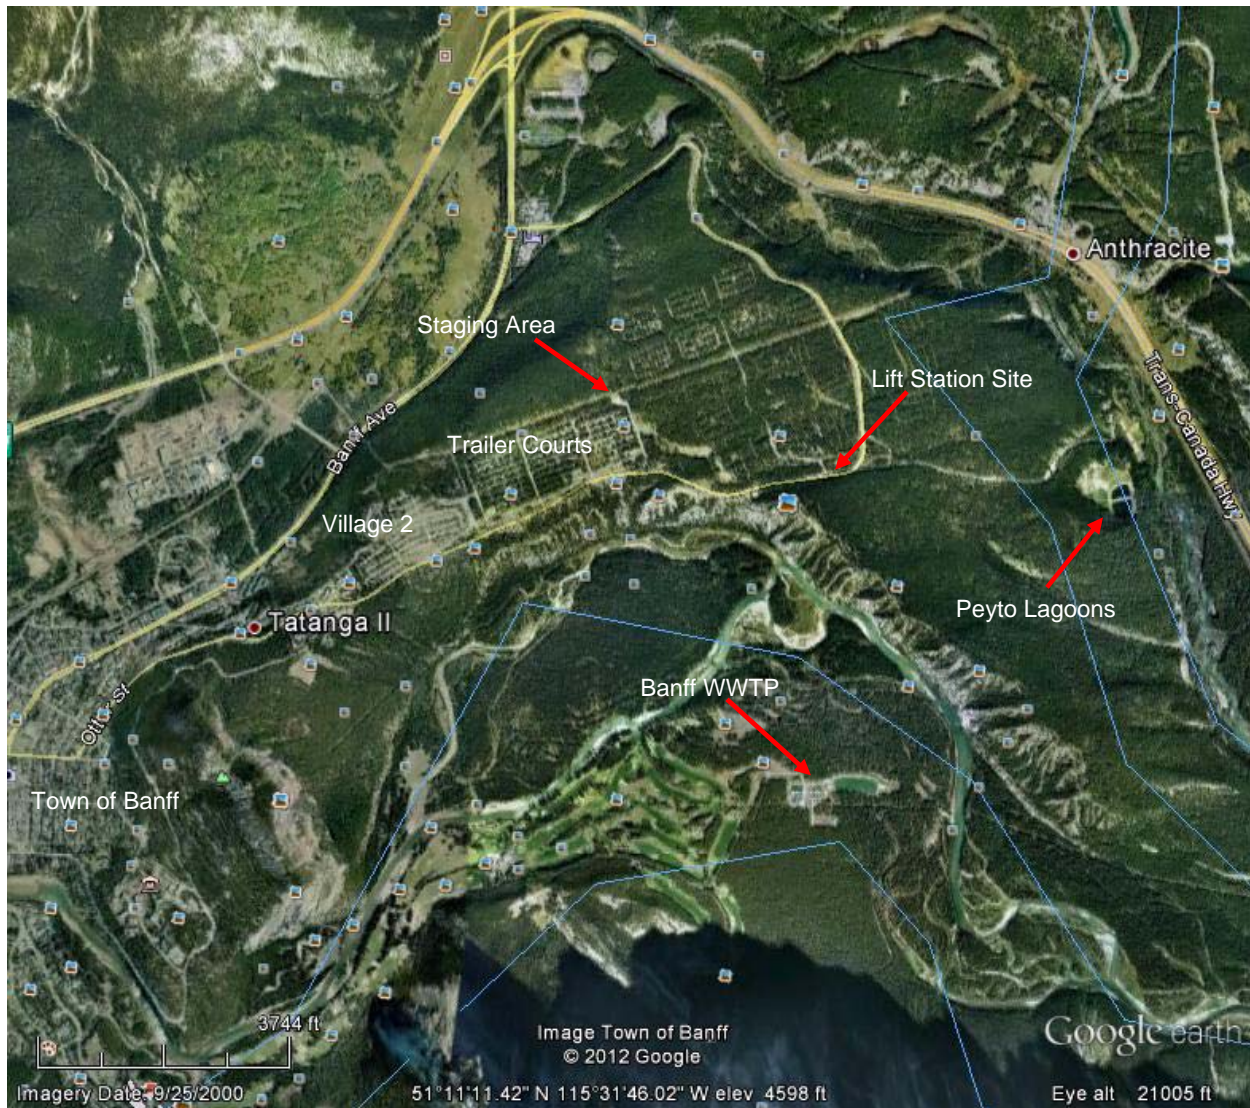 Anthracite
Staging Area
Lift Station Site
Trans-Canada Hwy
Banff Ave
Trailer Courts
Village 2
Peyto Lagoons
Tatanga II
Banff WWTP
Otter St
Town of Banff
3744 ft
Image Town of Banff
© 2012 Google
Google earth
Imagery Date: 9/25/2000
51°11'11.42" N 115°31'46.02" W elev 4598 ft
Eye alt 21005 ft